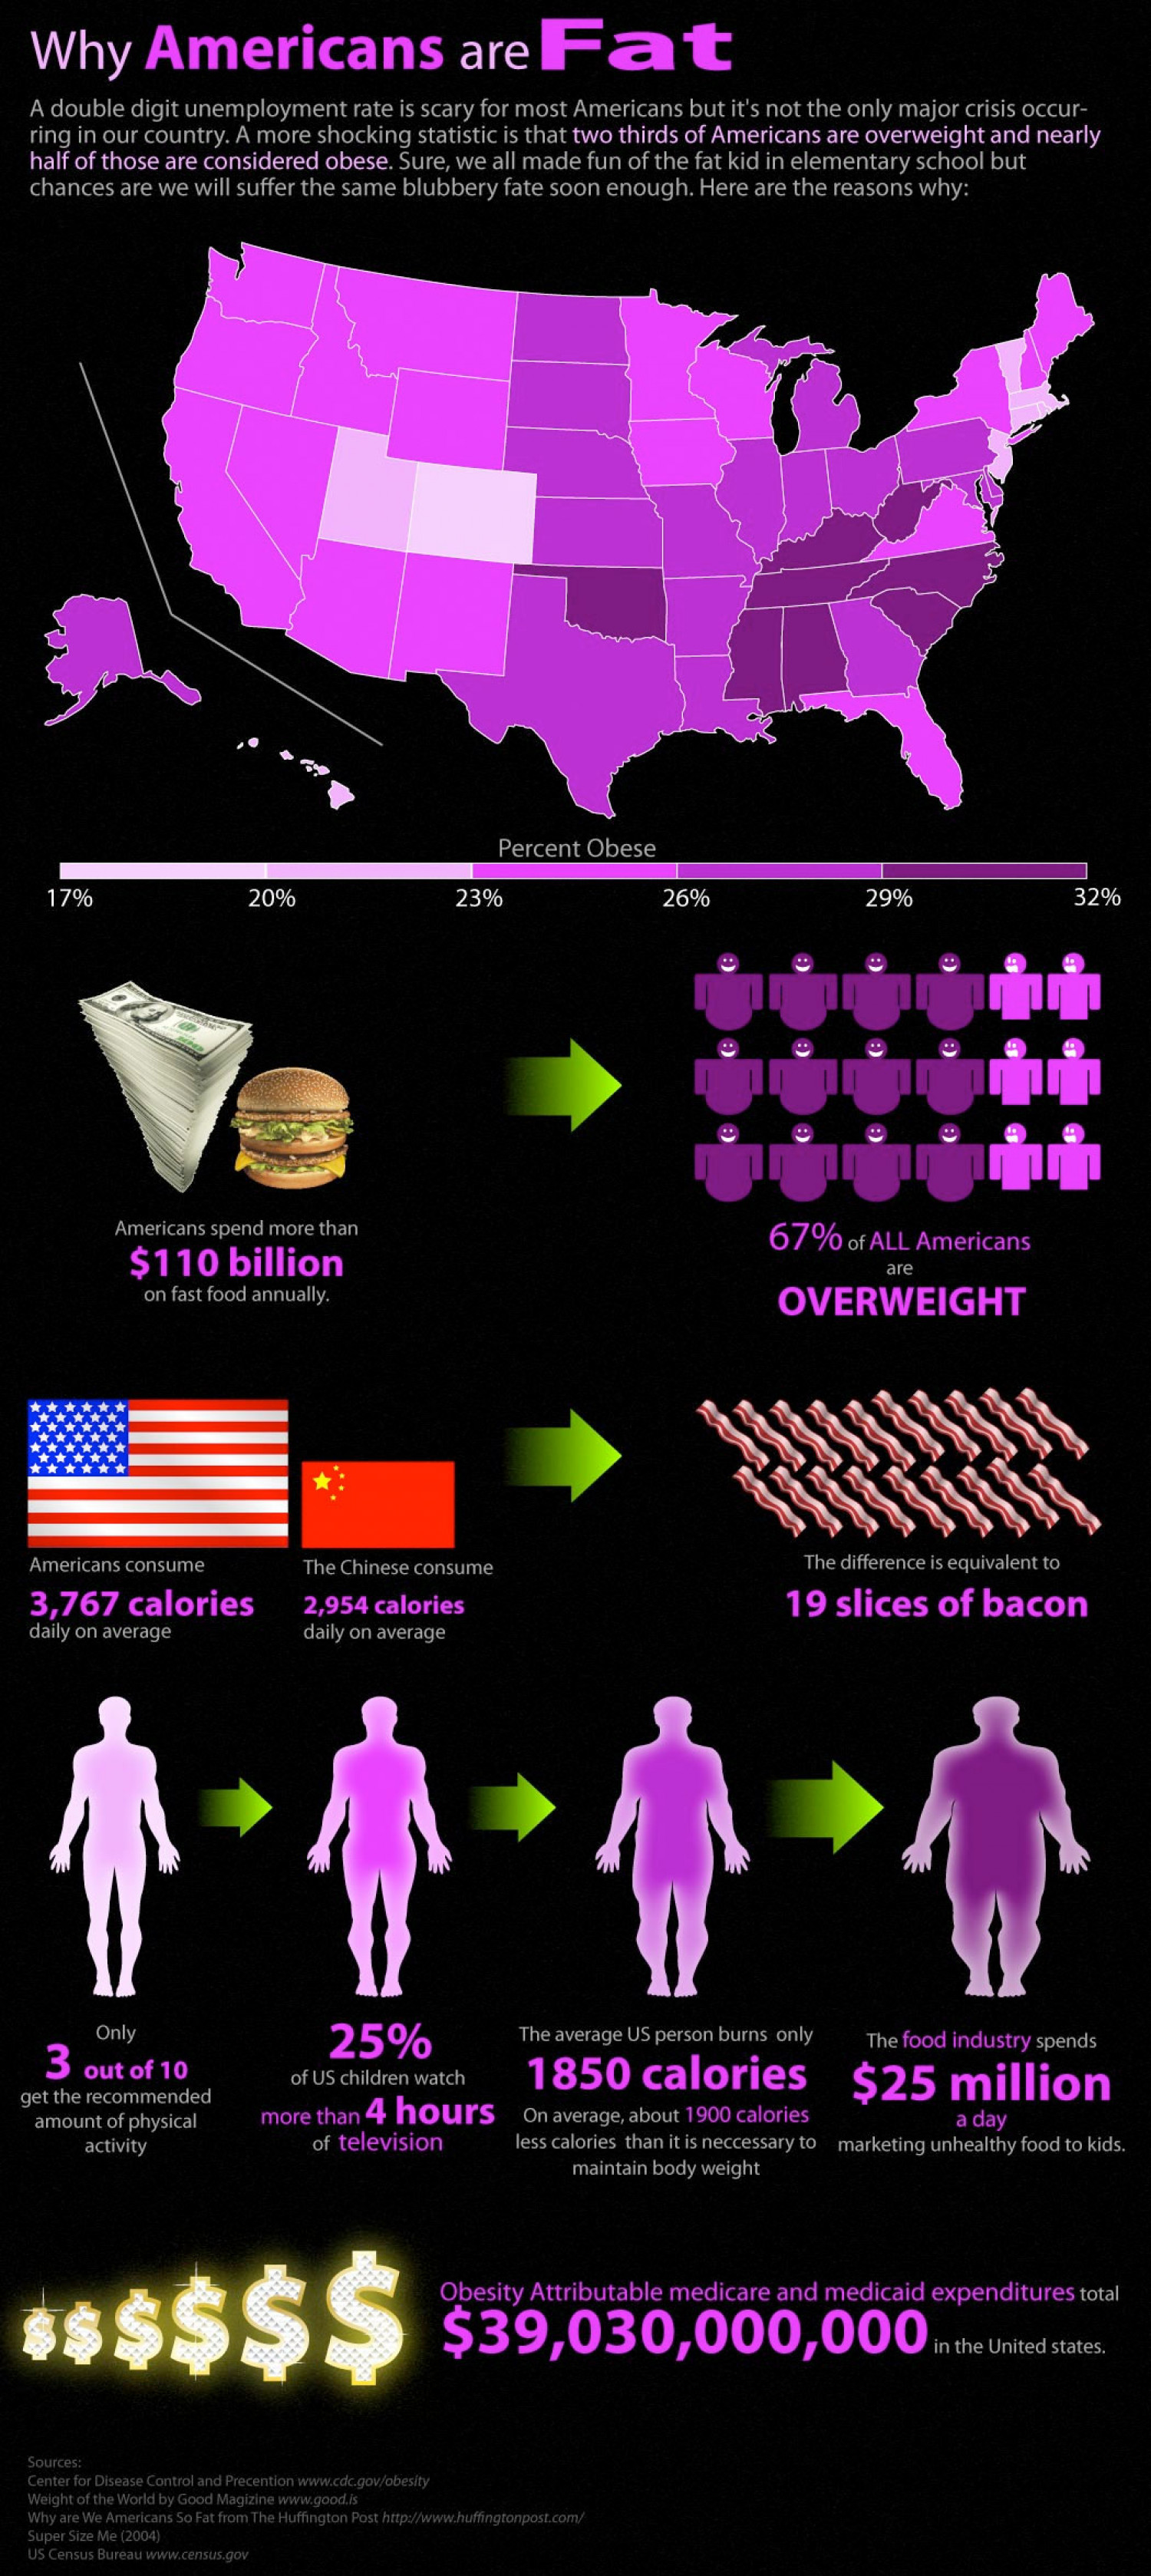 Why Americans are Fat
A double digit unemployment rate is scary for most Americans but it's not the only major crisis occur-
ring in our country. A more shocking statistic is that two thirds of Americans are overweight and nearly
half of those are considered obese. Sure, we all made fun of the fat kid in elementary school but
chances are we will suffer the same blubbery fate soon enough. Here are the reasons why:
Percent Obese
17% 20% 23% 26% 29% 32%
Americans spend more than
$110 billion
on fast food annually.
67% of ALL Americans
are
OVERWEIGHT
Americans consume
3,767 calories
daily on average
The Chinese consume
2,954 calories
daily on average
The difference is equivalent to
19 slices of bacon
Only
3 out of 10
get the recommended
amount of physical
activity
25%
of US children watch
more than 4 hours
of television
The average US person burns only
1850 calories
On average, about 1900 calories
less calories than it is neccessary to
maintain body weight
The food industry spends
$25 million
a day
marketing unhealthy food to kids.
Obesity Attributable medicare and medicaid expenditures total
$39,030,000,000 in the United states.
Sources:
Center for Disease Control and Precention www.cdc.gov/obesity
Weight of the World by Good Magizine www.good.is
Why are We Americans So Fat from The Huffington Post http://www.huffingtonpost.com/
Super Size Me (2004)
US Census Bureau www.census.gov